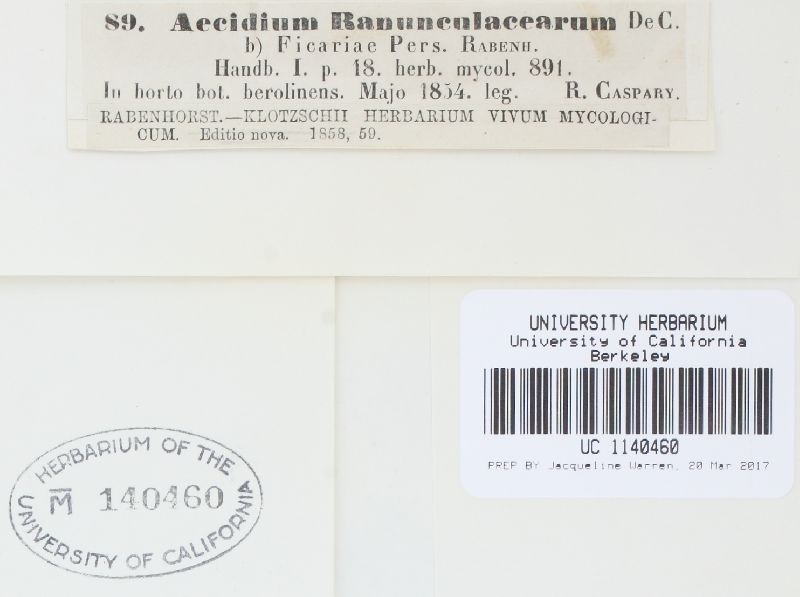 89. Aecidium Ranunculacearum De C.
b) Ficariae Pers. RABENH.
Handb. I. p. 18. herb. mycol. 891.
In horto bot. berolinens. Majo 1854. leg. R. CASPARY.
RABENHORST.—KLOTZSCHII HERBARIUM VIVUM MYCOLOGI-
CUM. Editio nova. 1858, 59.
UNIVERSITY HERBARIUM
University of California
Berkeley
UC 1140460
PREP BY Jacqueline Warren, 20 Mar 2017
HERBARIUM OF THE
M̅ 140460
UNIVERSITY OF CALIFORNIA